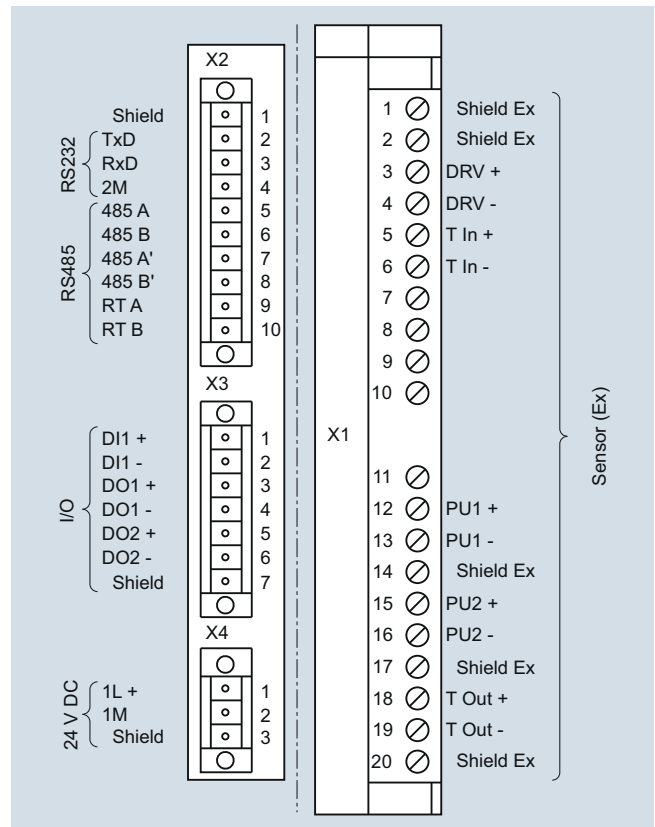 X2
Shield 1
TxD 2
RxD 3
2M 4
RS232
485 A 5
485 B 6
485 A' 7
485 B' 8
RT A 9
RT B 10
RS485
X3
DI1 + 1
DI1 - 2
DO1 + 3
DO1 - 4
DO2 + 5
DO2 - 6
Shield 7
I/O
X4
1L + 1
1M 2
Shield 3
24 V DC
X1
1 Shield Ex
2 Shield Ex
3 DRV +
4 DRV -
5 T In +
6 T In -
7
8
9
10
11
12 PU1 +
13 PU1 -
14 Shield Ex
15 PU2 +
16 PU2 -
17 Shield Ex
18 T Out +
19 T Out -
20 Shield Ex
Sensor (Ex)